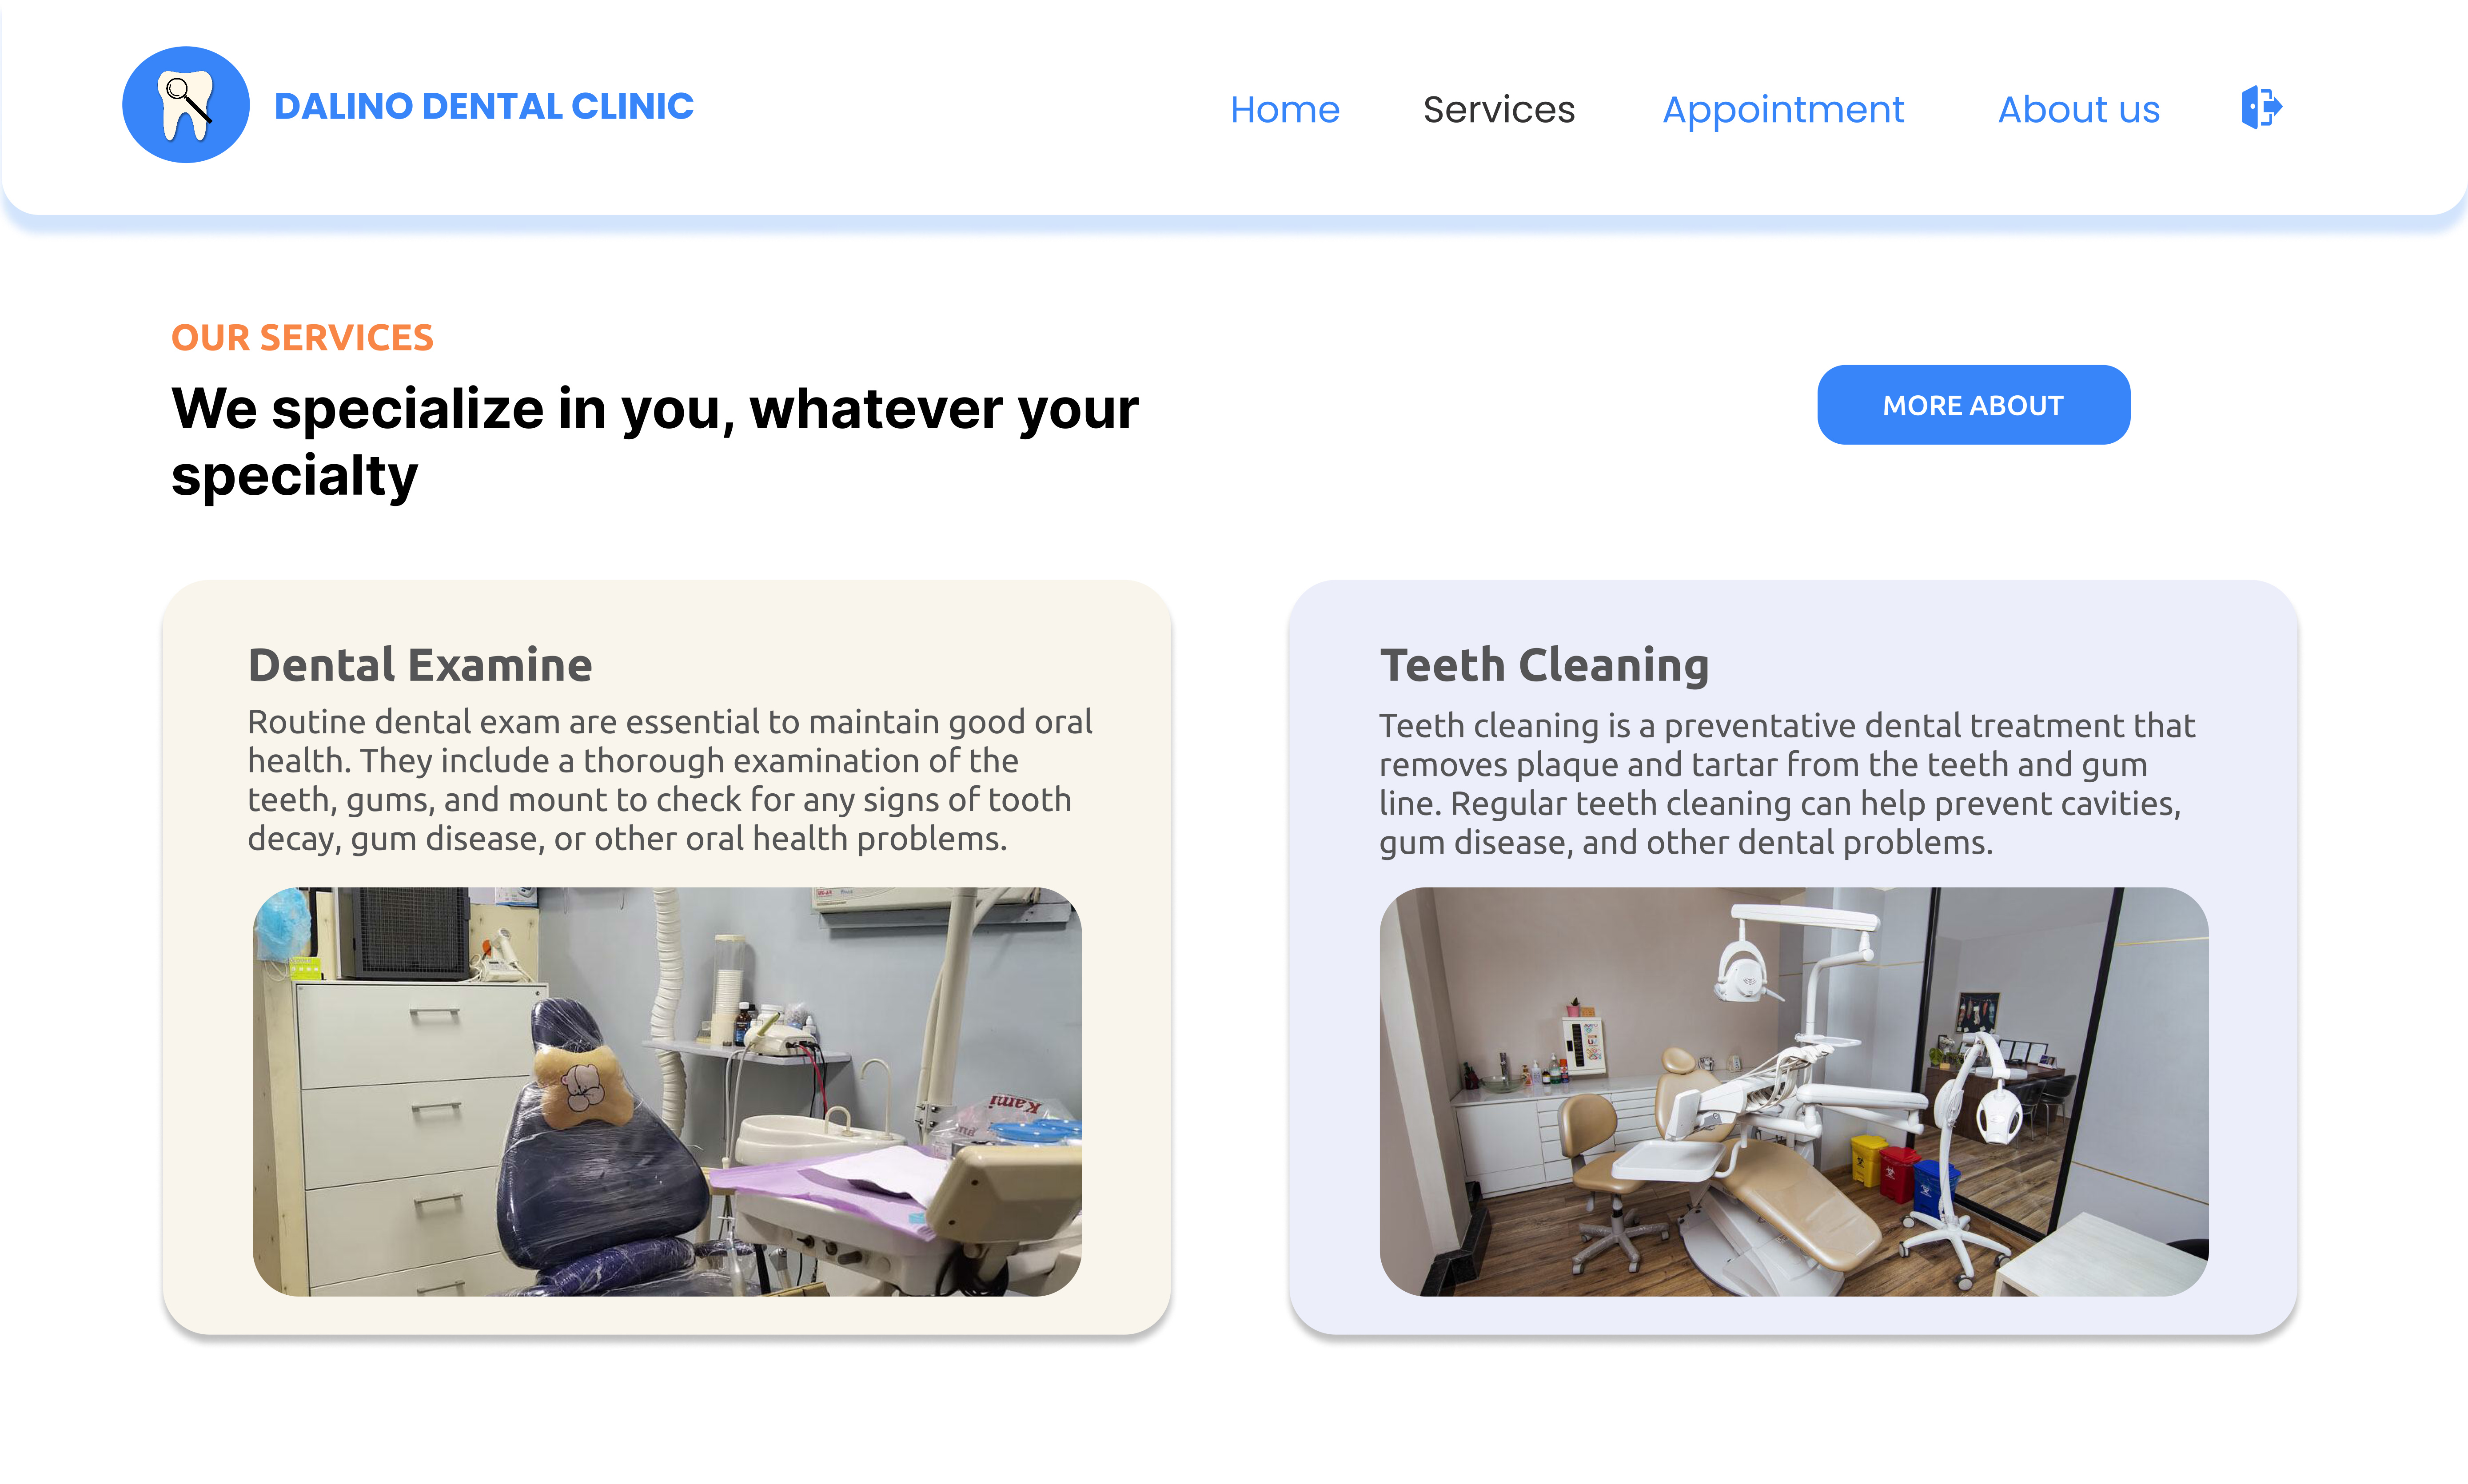 DALINO DENTAL CLINIC
Home
Services
Appointment
About us
OUR SERVICES
We specialize in you, whatever your
specialty
MORE ABOUT
Dental Examine
Routine dental exam are essential to maintain good oral
health. They include a thorough examination of the
teeth, gums, and mount to check for any signs of tooth
decay, gum disease, or other oral health problems.
Kami
Teeth Cleaning
Teeth cleaning is a preventative dental treatment that
removes plaque and tartar from the teeth and gum
line. Regular teeth cleaning can help prevent cavities,
gum disease, and other dental problems.